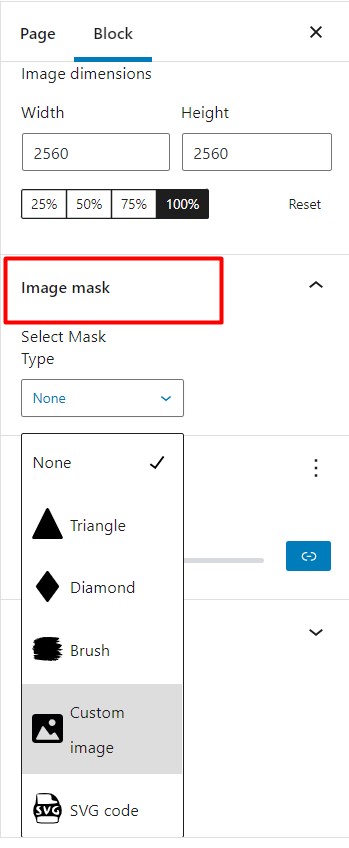 Page Block
Image dimensions
Width Height
2560 2560
25% 50% 75% 100% Reset
Image mask
Select Mask
Type
None
None
Triangle
Diamond
Brush
Custom
image
SVG SVG code